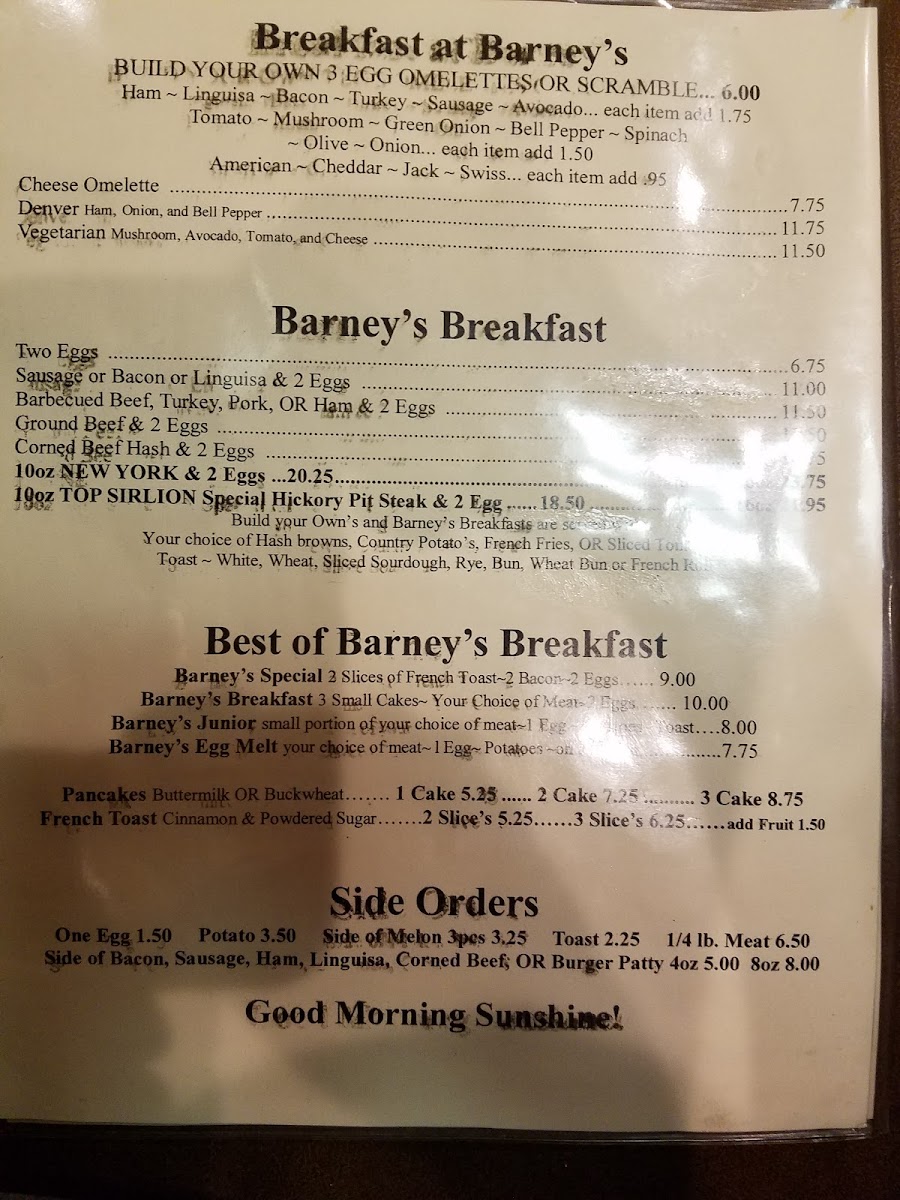 Breakfast at Barney's
BUILD YOUR OWN 3 EGG OMELETTES/OR SCRAMBLE... 6.00
Ham ~ Linguisa ~ Bacon ~ Turkey ~ Sausage ~ Avocado... each item add 1.75
Tomato ~ Mushroom ~ Green Onion ~ Bell Pepper ~ Spinach
~ Olive ~ Onion... each item add 1.50
American ~ Cheddar ~ Jack ~ Swiss... each item add .95
Cheese Omelette ........ 7.75
Denver Ham, Onion, and Bell Pepper ........ 11.75
Vegetarian Mushroom, Avocado, Tomato, and Cheese ........ 11.50
Barney's Breakfast
Two Eggs ........ 6.75
Sausage or Bacon or Linguisa & 2 Eggs ........ 11.00
Barbecued Beef, Turkey, Pork, OR Ham & 2 Eggs ........ 11.50
Ground Beef & 2 Eggs ........
Corned Beef Hash & 2 Eggs ........
10oz NEW YORK & 2 Eggs ...20.25........
10oz TOP SIRLION Special Hickory Pit Steak & 2 Egg ...... 18.50 ........
Build your Own's and Barney's Breakfasts are
Your choice of Hash browns, Country Potato's, French Fries, OR Sliced
Toast ~ White, Wheat, Sliced Sourdough, Rye, Bun, Wheat Bun or French
Best of Barney's Breakfast
Barney's Special 2 Slices of French Toast~2 Bacon~2 Eggs...... 9.00
Barney's Breakfast 3 Small Cakes~ Your Choice of Meat~2 Eggs ....... 10.00
Barney's Junior small portion of your choice of meat~1 Egg ~ Toast....8.00
Barney's Egg Melt your choice of meat~1 Egg~ Potatoes ~on ........7.75
Pancakes Buttermilk OR Buckwheat....... 1 Cake 5.25 ...... 2 Cake 7.25 .......... 3 Cake 8.75
French Toast Cinnamon & Powdered Sugar.......2 Slice's 5.25......3 Slice's 6.25......add Fruit 1.50
Side Orders
One Egg 1.50 Potato 3.50 Side of Melon 3pcs 3.25 Toast 2.25 1/4 lb. Meat 6.50
Side of Bacon, Sausage, Ham, Linguisa, Corned Beef, OR Burger Patty 4oz 5.00 8oz 8.00
Good Morning Sunshine!